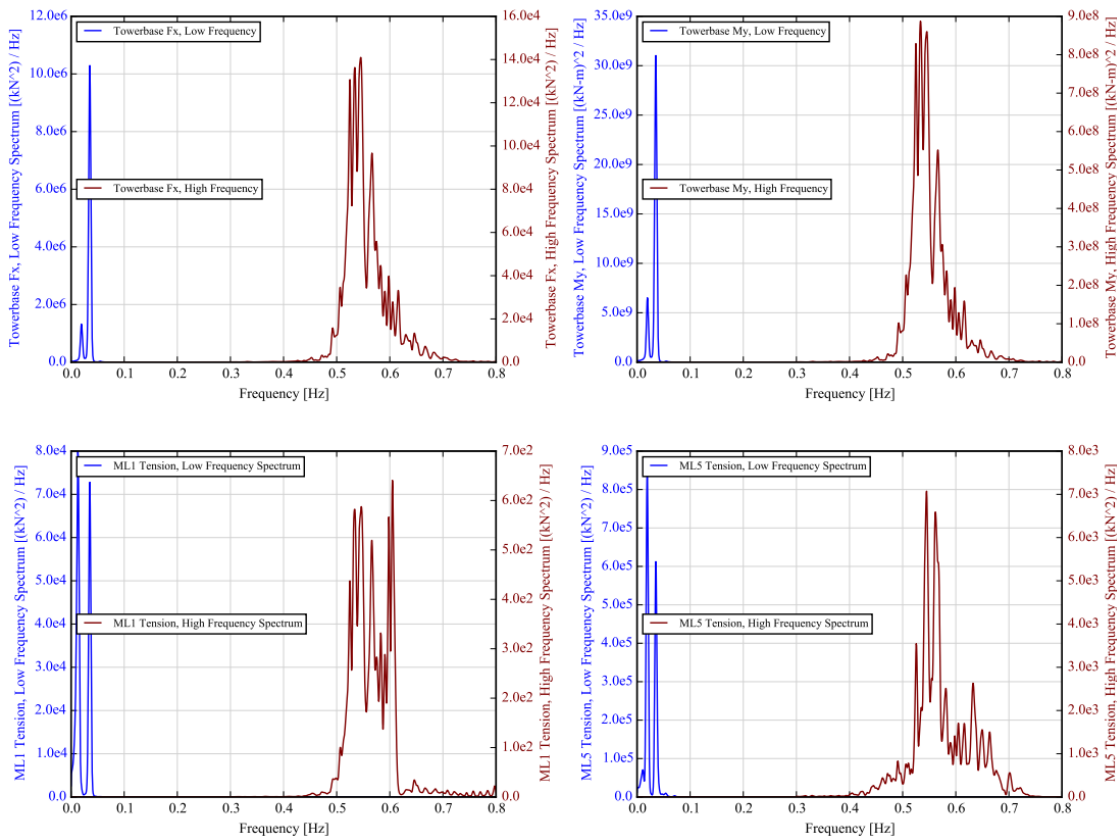 Towerbase Fx, Low Frequency Spectrum [(kN^2) / Hz]
12.0e6
10.0e6
8.0e6
6.0e6
4.0e6
2.0e6
0.0
Towerbase Fx, Low Frequency
Towerbase Fx, High Frequency
16.0e4
14.0e4
12.0e4
10.0e4
8.0e4
6.0e4
4.0e4
2.0e4
0.0
Towerbase Fx, High Frequency Spectrum [(kN^2) / Hz]
0.0 0.1 0.2 0.3 0.4 0.5 0.6 0.7 0.8
Frequency [Hz]
Towerbase My, Low Frequency Spectrum [(kN-m)^2 / Hz]
35.0e9
30.0e9
25.0e9
20.0e9
15.0e9
10.0e9
5.0e9
0.0
Towerbase My, Low Frequency
Towerbase My, High Frequency
9.0e8
8.0e8
7.0e8
6.0e8
5.0e8
4.0e8
3.0e8
2.0e8
1.0e8
0.0
Towerbase My, High Frequency Spectrum [(kN-m)^2 / Hz]
0.0 0.1 0.2 0.3 0.4 0.5 0.6 0.7 0.8
Frequency [Hz]
ML1 Tension, Low Frequency Spectrum [(kN^2) / Hz]
8.0e4
7.0e4
6.0e4
5.0e4
4.0e4
3.0e4
2.0e4
1.0e4
0.0
ML1 Tension, Low Frequency Spectrum
ML1 Tension, High Frequency Spectrum
7.0e2
6.0e2
5.0e2
4.0e2
3.0e2
2.0e2
1.0e2
0.0
ML1 Tension, High Frequency Spectrum [(kN^2) / Hz]
0.0 0.1 0.2 0.3 0.4 0.5 0.6 0.7 0.8
Frequency [Hz]
ML5 Tension, Low Frequency Spectrum [(kN^2) / Hz]
9.0e5
8.0e5
7.0e5
6.0e5
5.0e5
4.0e5
3.0e5
2.0e5
1.0e5
0.0
ML5 Tension, Low Frequency Spectrum
ML5 Tension, High Frequency Spectrum
8.0e3
7.0e3
6.0e3
5.0e3
4.0e3
3.0e3
2.0e3
1.0e3
0.0
ML5 Tension, High Frequency Spectrum [(kN^2) / Hz]
0.0 0.1 0.2 0.3 0.4 0.5 0.6 0.7 0.8
Frequency [Hz]